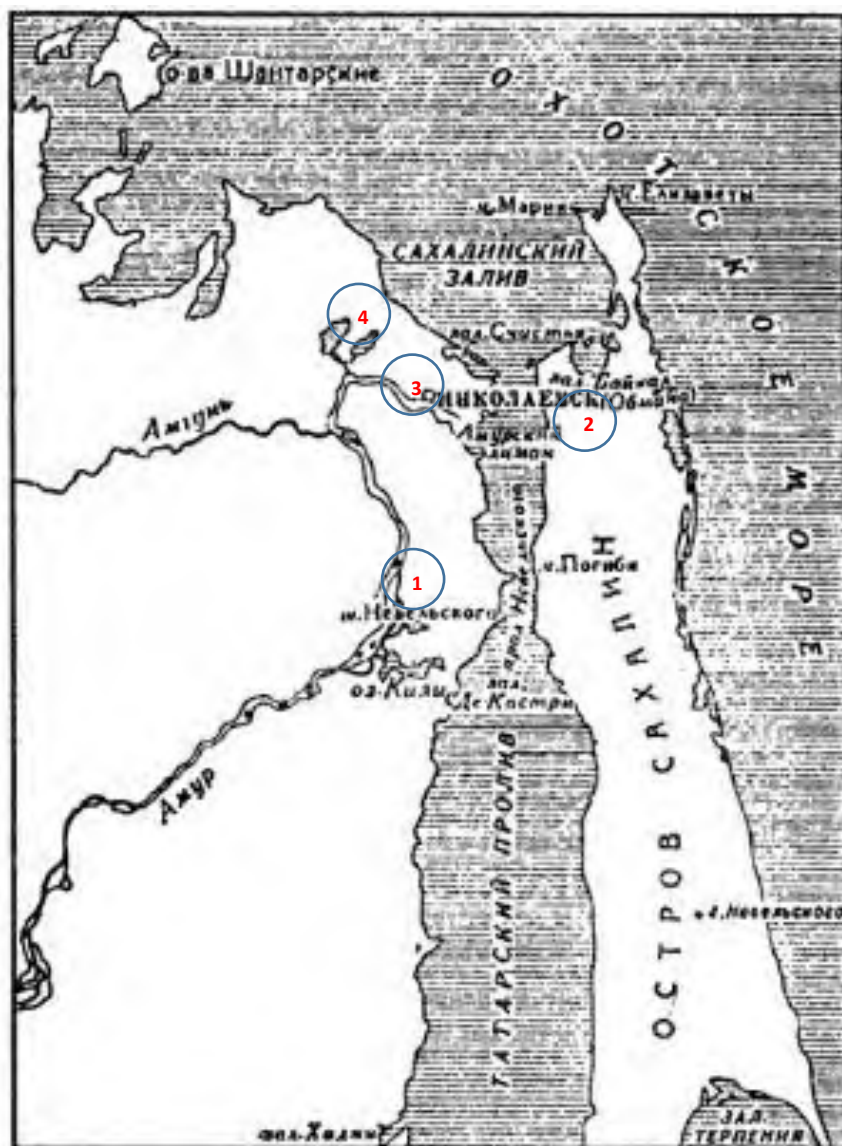 о-ва Шантарские
ОХОТСКОЕ МОРЕ
м. Марии
м. Елизаветы
САХАЛИНСКИЙ
ЗАЛИВ
4
зал. Счастья
3
НИКОЛАЕВСК
зал. Байкал
(Обмана)
2
Амгунь
Амурский
лиман
прол. Невельского
м. Погиби
1
м. Невельского
оз. Кизи
зал.
Де-Кастри
Амур
ТАТАРСКИЙ ПРОЛИВ
ОСТРОВ САХАЛИН
г. Невельского
зал. Хаджи
ЗАЛ.
ТЕРПЕНИЯ